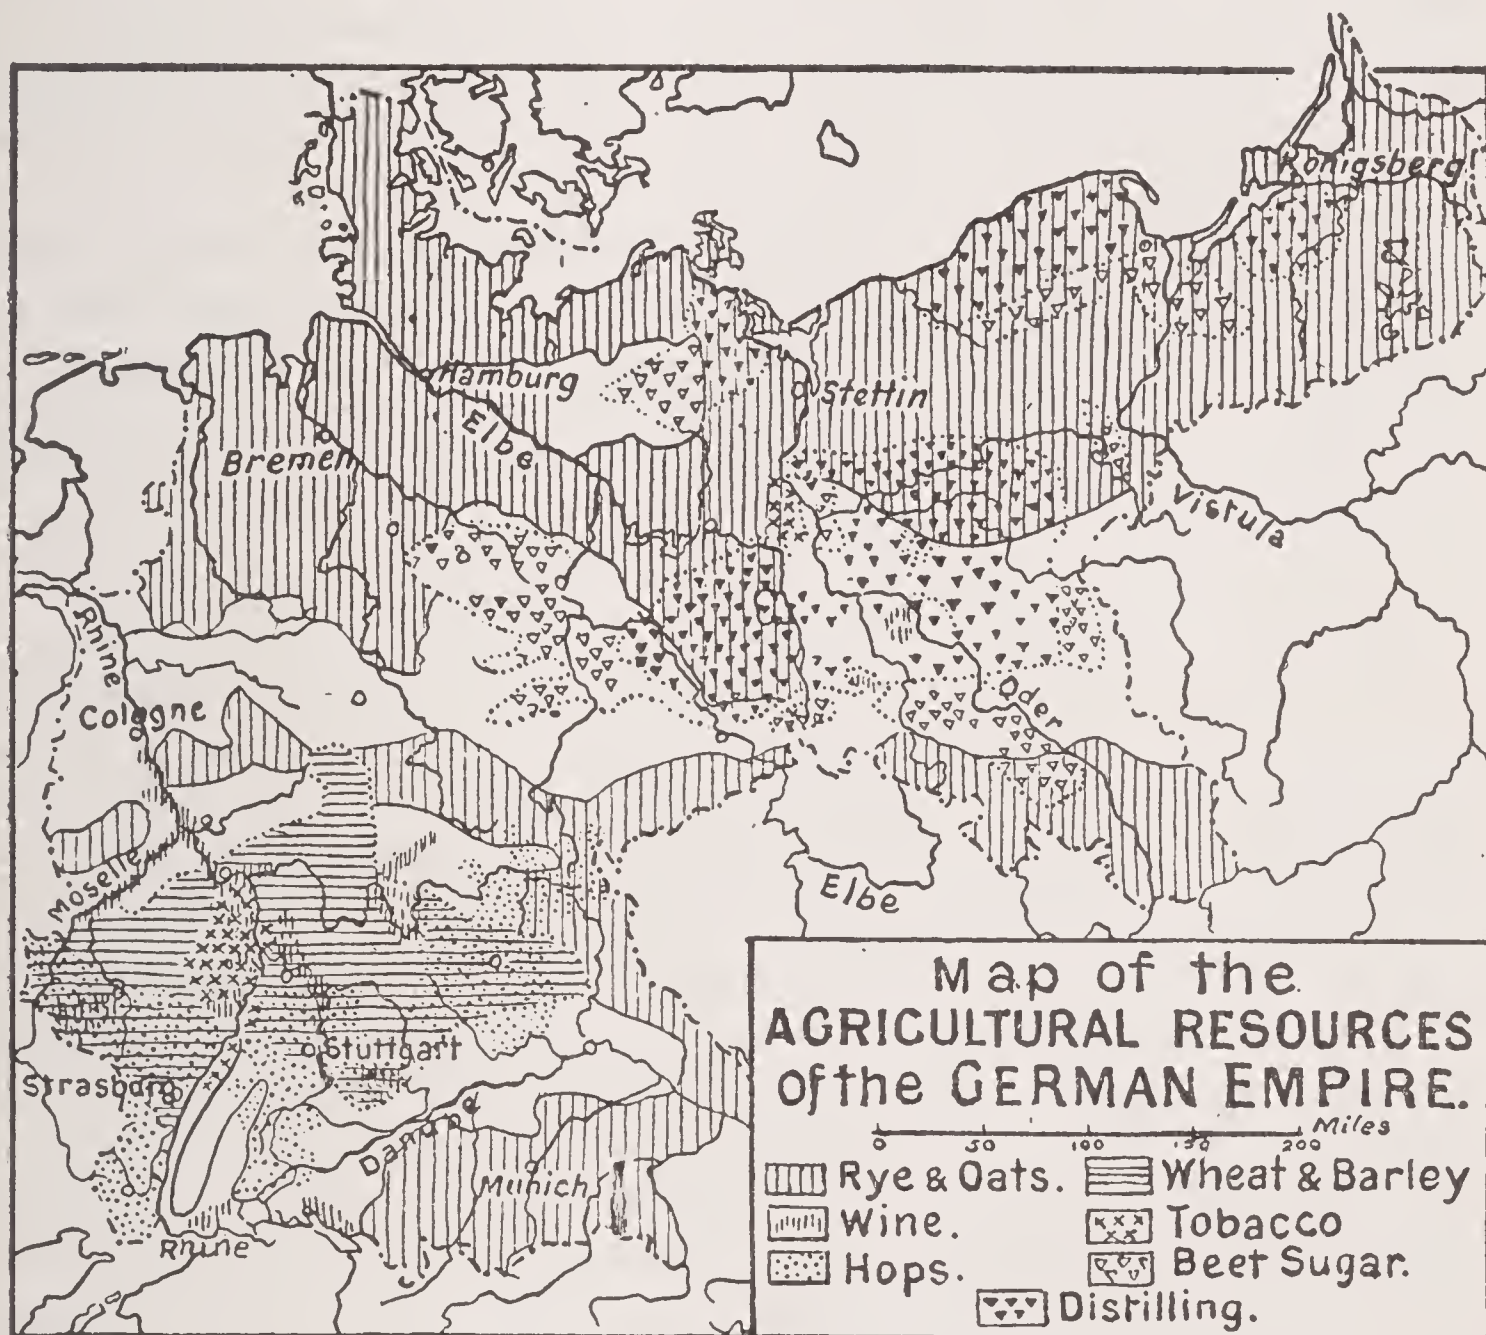 Königsberg
Hamburg
Stettin
Elbe
Bremen
Vistula
Rhine
Cologne
Oder
Moselle
Elbe
Stuttgart
Strasburg
Danube
Munich
Rhine
Map of the
AGRICULTURAL RESOURCES
of the GERMAN EMPIRE.
0 50 100 150 200 Miles
Rye & Oats. Wheat & Barley
Wine. Tobacco
Hops. Beet Sugar.
Distilling.